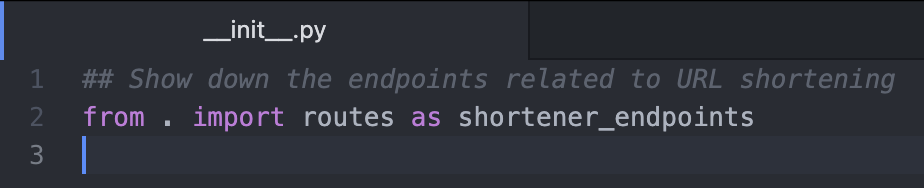 __init__.py
1 ## Show down the endpoints related to URL shortening
2 from . import routes as shortener_endpoints
3